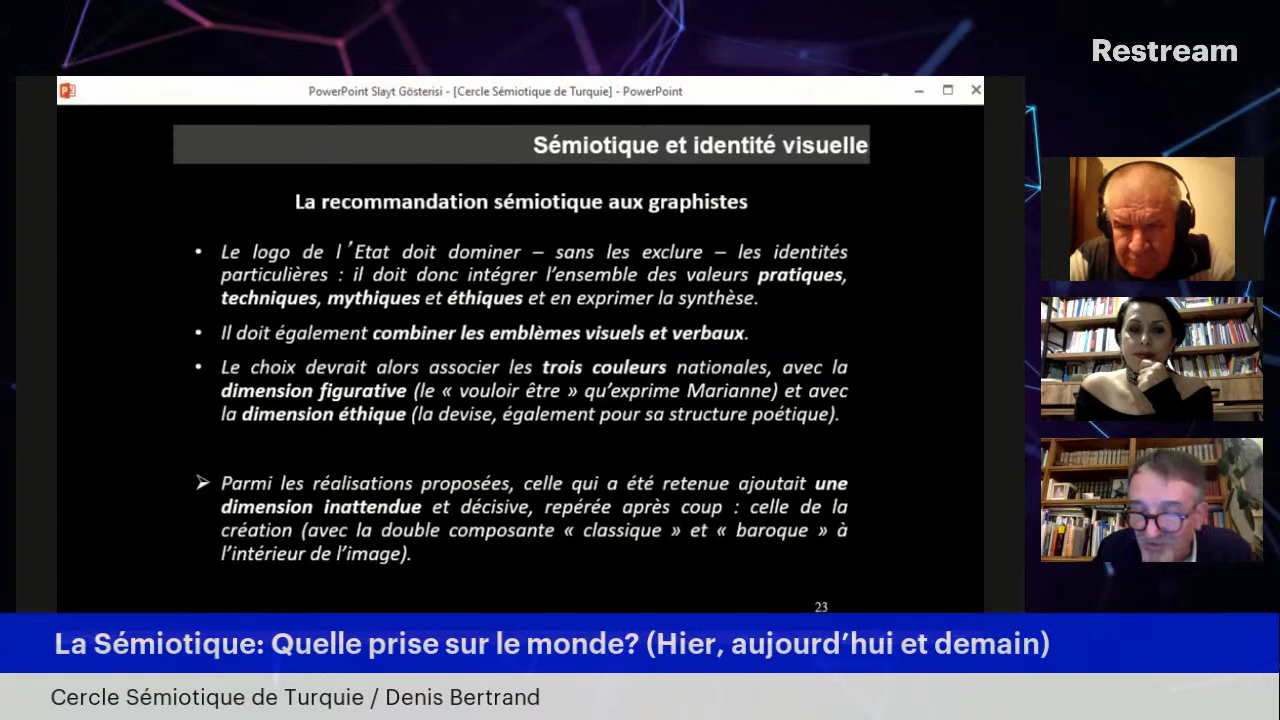 Restream
PowerPoint Slayt Gösterisi - [Cercle Sémiotique de Turquie] - PowerPoint
Sémiotique et identité visuelle
La recommandation sémiotique aux graphistes
• Le logo de l'Etat doit dominer – sans les exclure – les identités
particulières : il doit donc intégrer l'ensemble des valeurs pratiques,
techniques, mythiques et éthiques et en exprimer la synthèse.
• Il doit également combiner les emblèmes visuels et verbaux.
• Le choix devrait alors associer les trois couleurs nationales, avec la
dimension figurative (le « vouloir être » qu'exprime Marianne) et avec
la dimension éthique (la devise, également pour sa structure poétique).
➢ Parmi les réalisations proposées, celle qui a été retenue ajoutait une
dimension inattendue et décisive, repérée après coup : celle de la
création (avec la double composante « classique » et « baroque » à
l'intérieur de l'image).
23
La Sémiotique: Quelle prise sur le monde? (Hier, aujourd'hui et demain)
Cercle Sémiotique de Turquie / Denis Bertrand